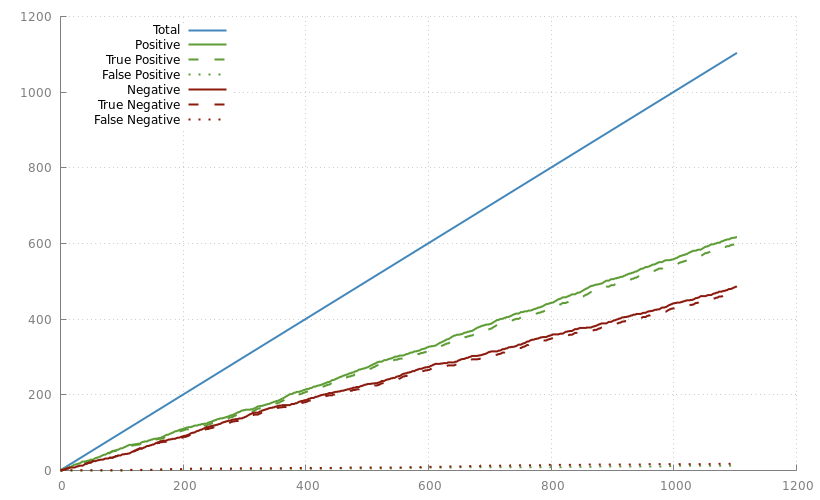 1200
1000
800
600
400
200
0
Total
Positive
True Positive
False Positive
Negative
True Negative
False Negative
0 200 400 600 800 1000 1200